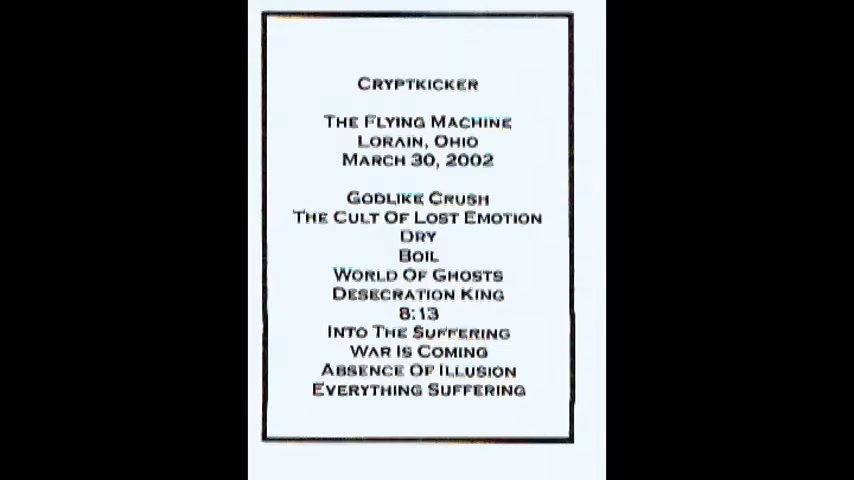 Cryptkicker
The Flying Machine
Lorain, Ohio
March 30, 2002
Godlike Crush
The Cult Of Lost Emotion
Dry
Boil
World Of Ghosts
Desecration King
8:13
Into The Suffering
War Is Coming
Absence Of Illusion
Everything Suffering